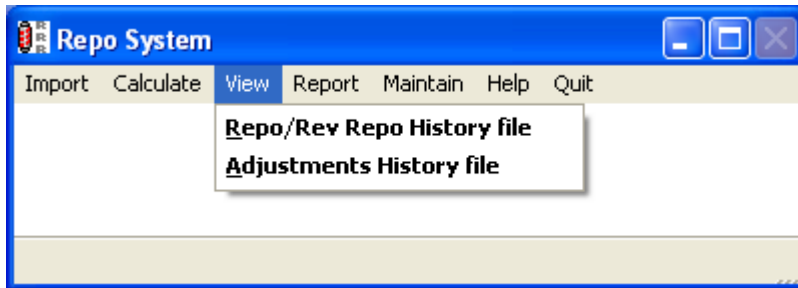 Repo System
Import Calculate View Report Maintain Help Quit
Repo/Rev Repo History file
Adjustments History file